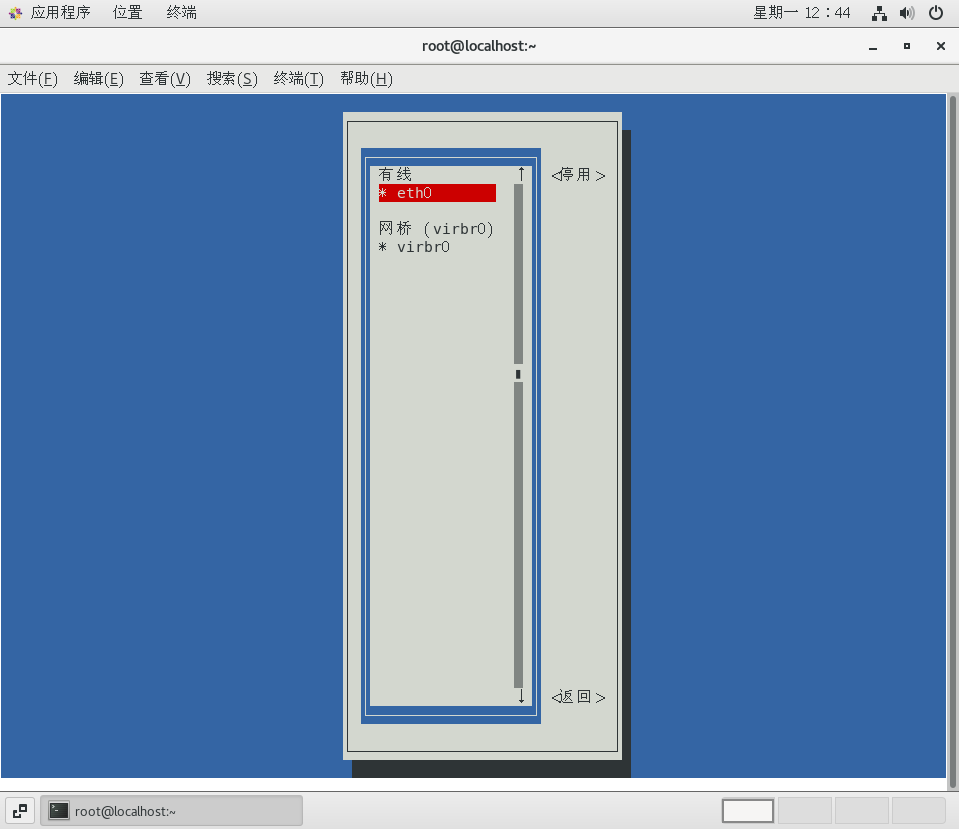 应用程序 位置 终端 星期一 12：44
root@localhost:~
文件(F) 编辑(E) 查看(V) 搜索(S) 终端(T) 帮助(H)
有线 ↑ <停用>
* eth0
网桥 (virbr0)
* virbr0
↓ <返回>
root@localhost:~